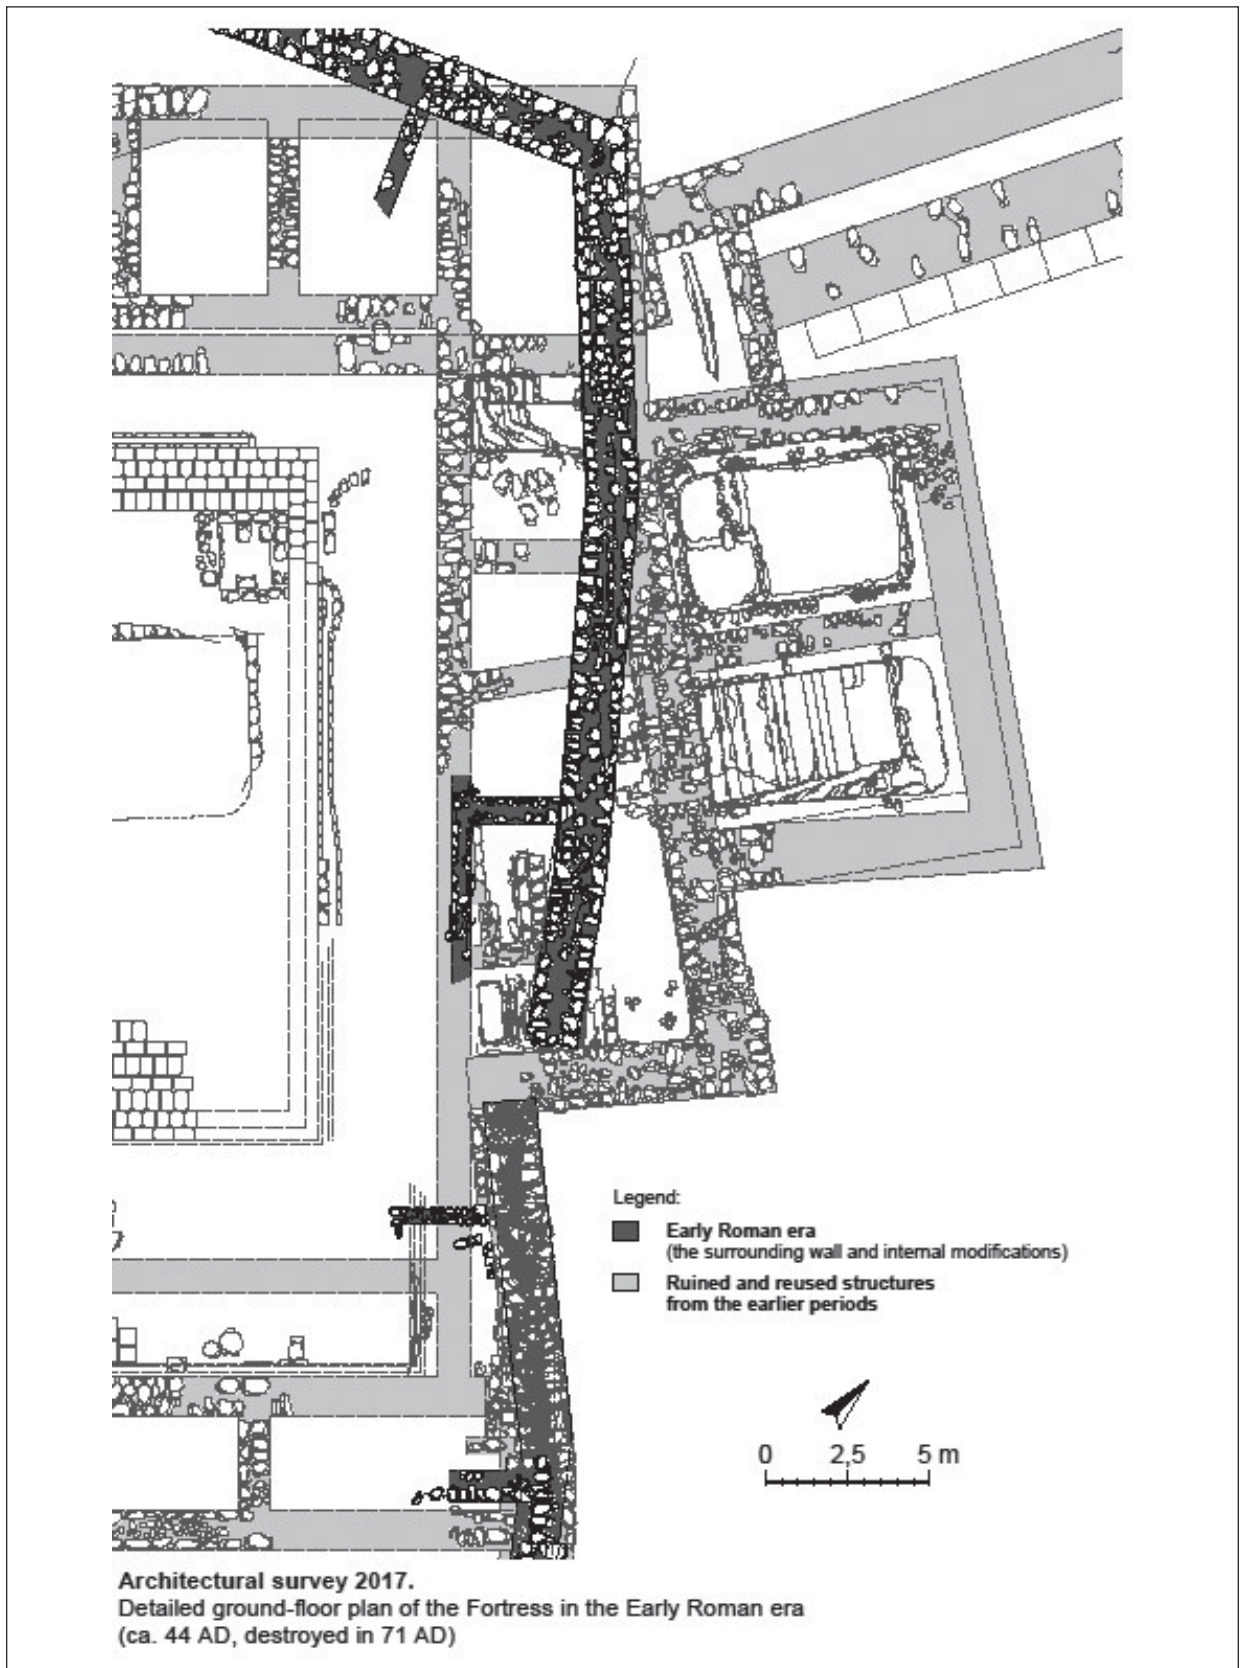 Legend:
Early Roman era
(the surrounding wall and internal modifications)
Ruined and reused structures
from the earlier periods
0 2,5 5 m
Architectural survey 2017.
Detailed ground-floor plan of the Fortress in the Early Roman era
(ca. 44 AD, destroyed in 71 AD)